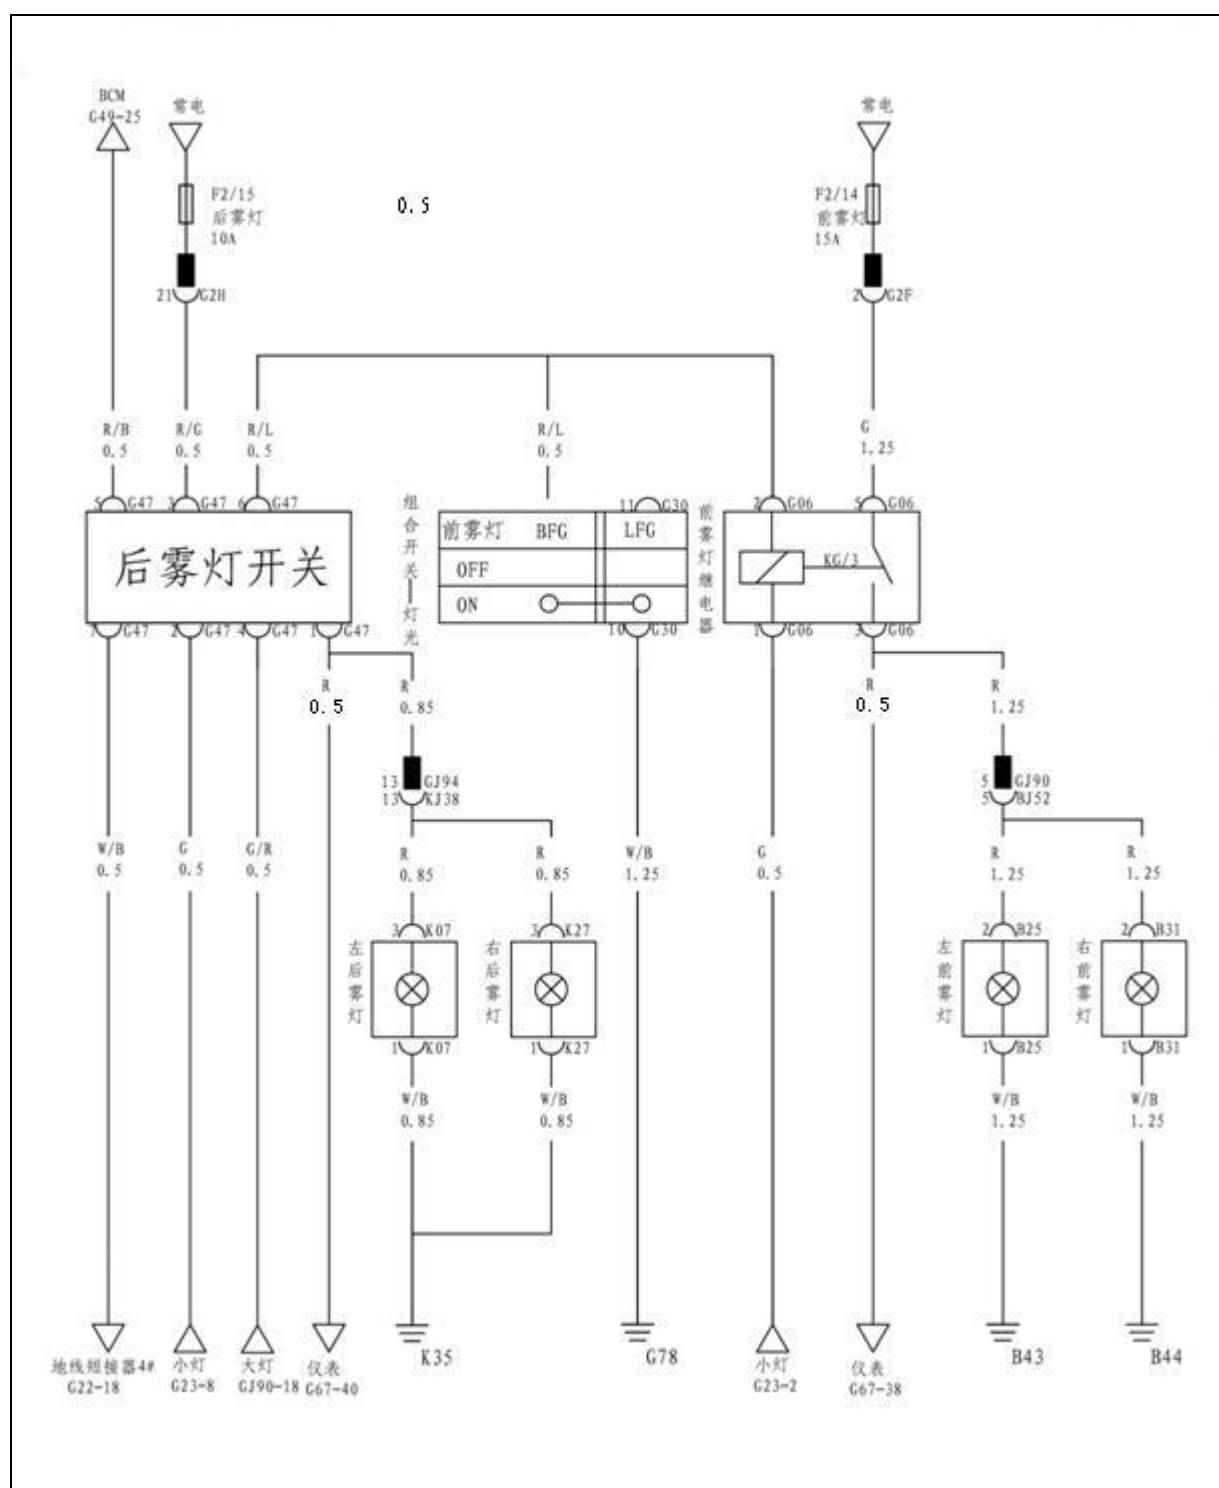 BCM
G49-25
常电
常电
F2/15
后雾灯
10A
0.5
F2/14
前雾灯
15A
21 G2H
2 G2F
R/B
0.5
R/G
0.5
R/L
0.5
R/L
0.5
G
1.25
5 G47
3 G47
6 G47
11 G30
2 G06
5 G06
后雾灯开关
组合开关—灯光
前雾灯 BFG LFG
OFF
ON
前雾灯继电器
KG/3
7 G47
2 G47
4 G47
1 G47
10 G30
1 G06
3 G06
R
0.5
R
0.85
R
0.5
R
1.25
13 GJ94
13 KJ38
5 GJ90
5 BJ52
W/B
0.5
G
0.5
G/R
0.5
R
0.85
R
0.85
W/B
1.25
G
0.5
R
1.25
R
1.25
3 K07
3 K27
2 B25
2 B31
左后雾灯
右后雾灯
左前雾灯
右前雾灯
1 K07
1 K27
1 B25
1 B31
W/B
0.85
W/B
0.85
W/B
1.25
W/B
1.25
地线短接器4#
G22-18
小灯
G23-8
大灯
GJ90-18
仪表
G67-40
K35
G78
小灯
G23-2
仪表
G67-38
B43
B44